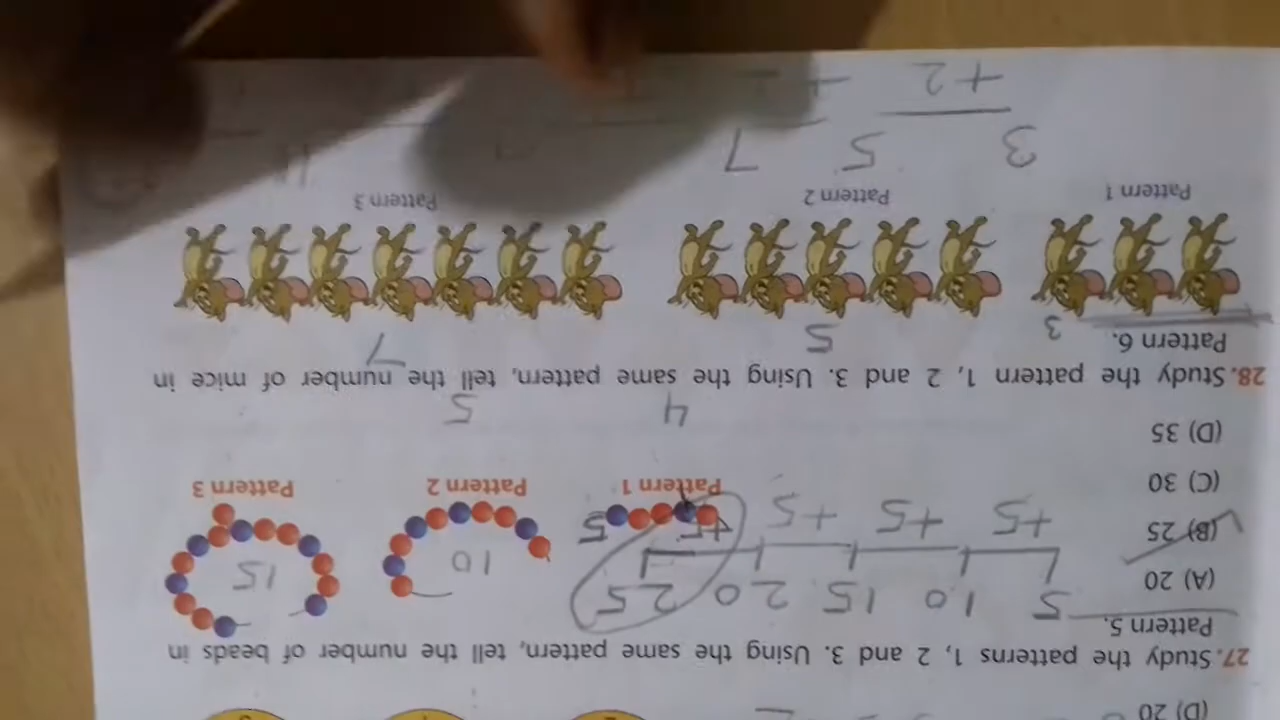 (D) 20
27. Study the patterns 1, 2 and 3. Using the same pattern, tell the number of beads in
Pattern 5.
(A) 20
(B) 25
(C) 30
(D) 35
5 10 15 20 25
+5 +5 +5 +5
5
10
15
Pattern 1 Pattern 2 Pattern 3
4 5
28. Study the pattern 1, 2 and 3. Using the same pattern, tell the number of mice in
Pattern 6.
3 5 7
Pattern 1 Pattern 2 Pattern 3
3 5 7
+2